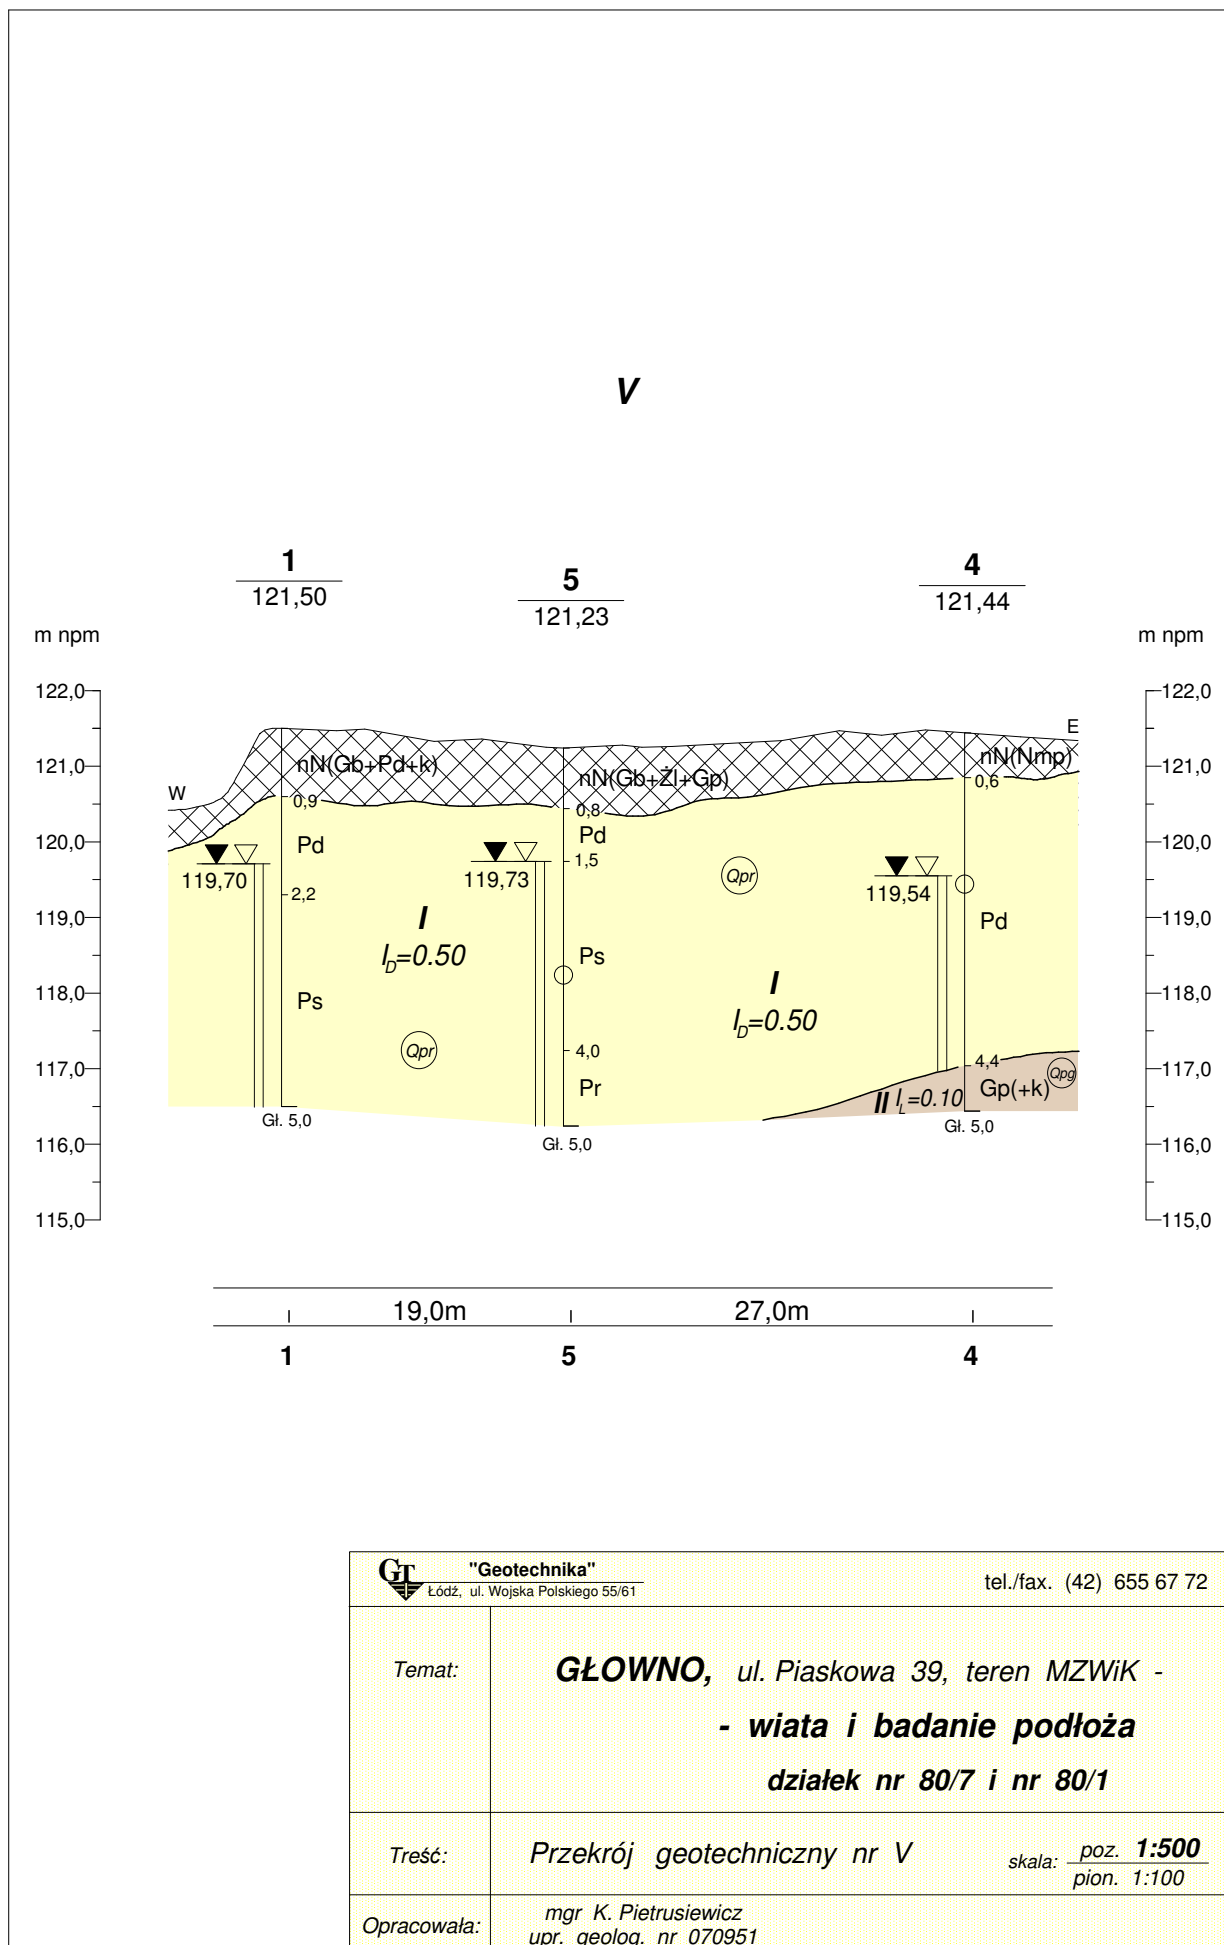 V
1
121,50
5
121,23
4
121,44
m npm
m npm
122,0
121,0
120,0
119,0
118,0
117,0
116,0
115,0
122,0
121,0
120,0
119,0
118,0
117,0
116,0
115,0
W
E
nN(Gb+Pd+k)
0,9
Pd
119,70
2,2
Ps
Gł. 5,0
I
ID=0.50
Qpr
nN(Gb+Żl+Gp)
0,8
Pd
119,73
1,5
Ps
4,0
Pr
Gł. 5,0
Qpr
I
ID=0.50
nN(Nmp)
0,6
119,54
Pd
4,4
Gp(+k)
Qpg
II IL=0.10
Gł. 5,0
19,0m
27,0m
1
5
4
GT
"Geotechnika"
Łódź, ul. Wojska Polskiego 55/61
tel./fax. (42) 655 67 72
Temat:
GŁOWNO, ul. Piaskowa 39, teren MZWiK -
- wiata i badanie podłoża
działek nr 80/7 i nr 80/1
Treść:
Przekrój geotechniczny nr V
skala:
poz. 1:500
pion. 1:100
Opracowała:
mgr K. Pietrusiewicz
upr. geolog. nr 070951